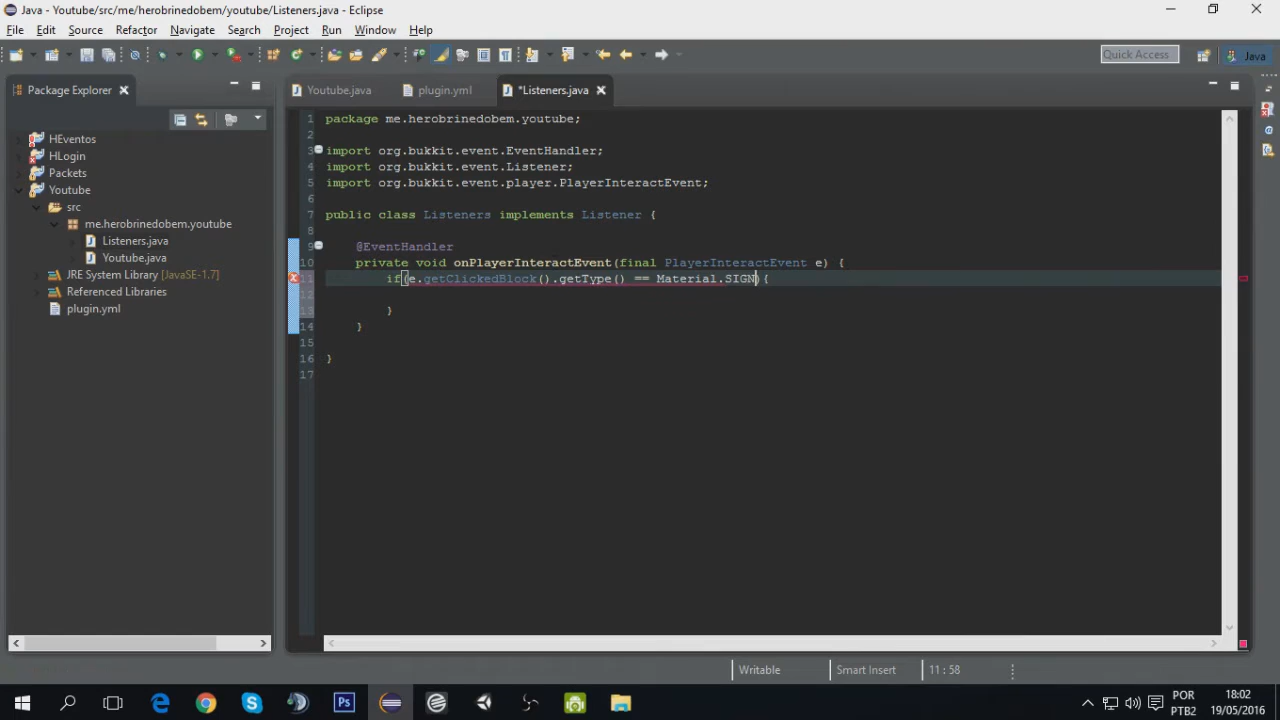 Java - Youtube/src/me/herobrinedobem/youtube/Listeners.java - Eclipse
File Edit Source Refactor Navigate Search Project Run Window Help
Quick Access
Java
Package Explorer
Youtube.java
plugin.yml
*Listeners.java
HEventos
HLogin
Packets
Youtube
src
me.herobrinedobem.youtube
Listeners.java
Youtube.java
JRE System Library [JavaSE-1.7]
Referenced Libraries
plugin.yml
1 package me.herobrinedobem.youtube;
2
3 import org.bukkit.event.EventHandler;
4 import org.bukkit.event.Listener;
5 import org.bukkit.event.player.PlayerInteractEvent;
6
7 public class Listeners implements Listener {
8
9 @EventHandler
10 private void onPlayerInteractEvent(final PlayerInteractEvent e) {
11 if(e.getClickedBlock().getType() == Material.SIGN){
12
13 }
14 }
15
16 }
17
Writable
Smart Insert
11 : 58
Ps
POR
PTB2
18:02
19/05/2016